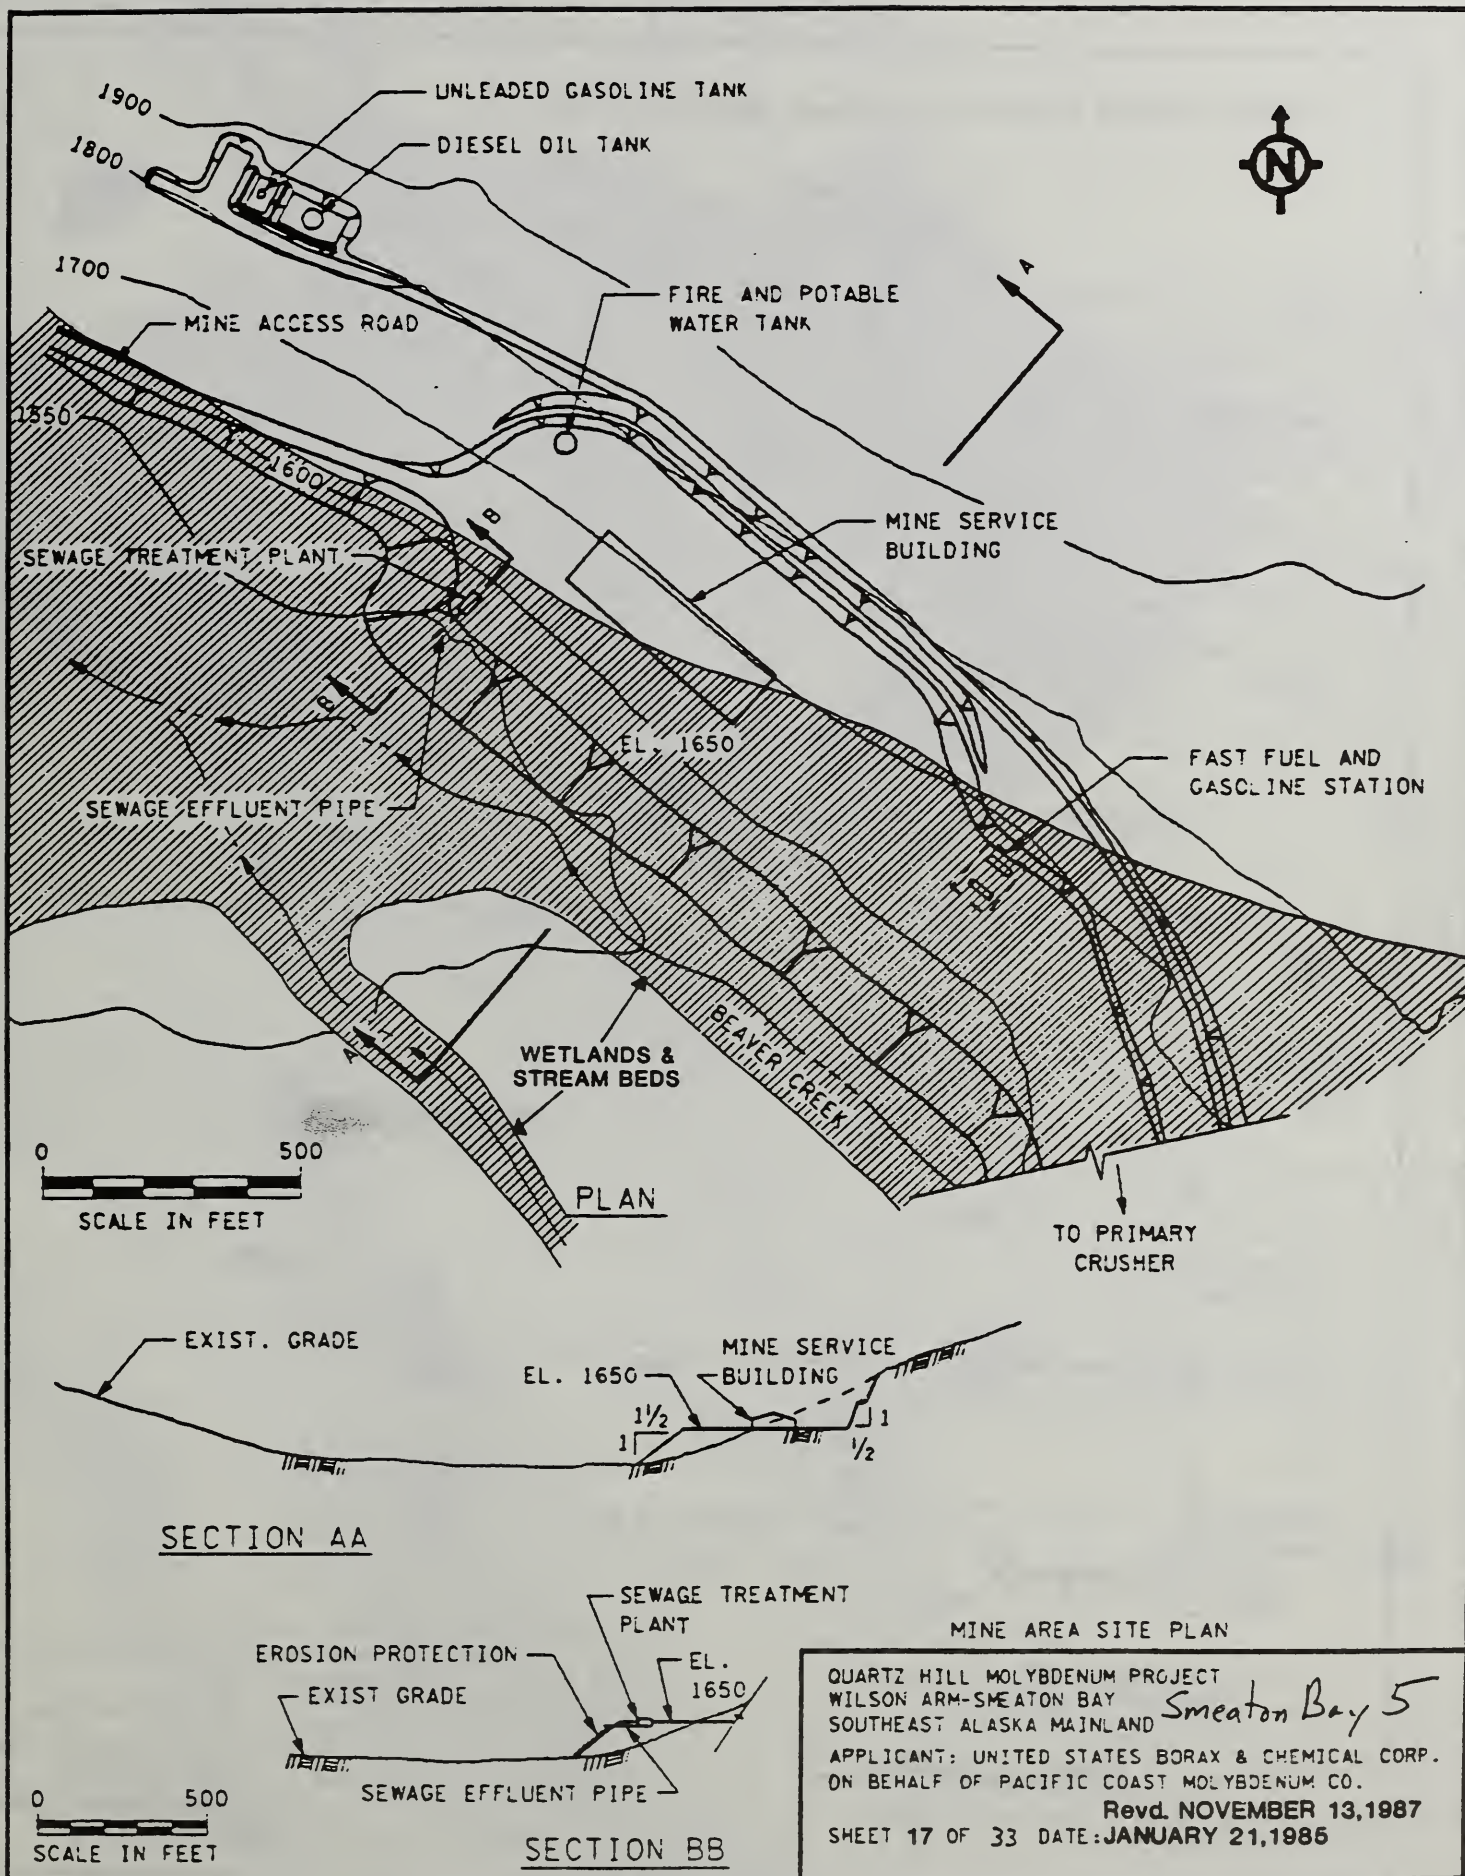 1900
UNLEADED GASOLINE TANK
1800
DIESEL OIL TANK
N
1700
FIRE AND POTABLE
WATER TANK
A
MINE ACCESS ROAD
1550
1600
B
MINE SERVICE
BUILDING
SEWAGE TREATMENT PLANT
B
EL. 1650
FAST FUEL AND
GASOLINE STATION
SEWAGE EFFLUENT PIPE
A
WETLANDS &
STREAM BEDS
BEAVER CREEK
0 500
SCALE IN FEET
PLAN
TO PRIMARY
CRUSHER
EXIST. GRADE
MINE SERVICE
BUILDING
EL. 1650
1 1/2
1
1
1/2
SECTION AA
SEWAGE TREATMENT
PLANT
EROSION PROTECTION
EL.
1650
EXIST GRADE
SEWAGE EFFLUENT PIPE
0 500
SCALE IN FEET
SECTION BB
MINE AREA SITE PLAN
QUARTZ HILL MOLYBDENUM PROJECT
WILSON ARM-SMEATON BAY
SOUTHEAST ALASKA MAINLAND
Smeaton Bay 5
APPLICANT: UNITED STATES BORAX & CHEMICAL CORP.
ON BEHALF OF PACIFIC COAST MOLYBDENUM CO.
Revd. NOVEMBER 13,1987
SHEET 17 OF 33 DATE: JANUARY 21,1985